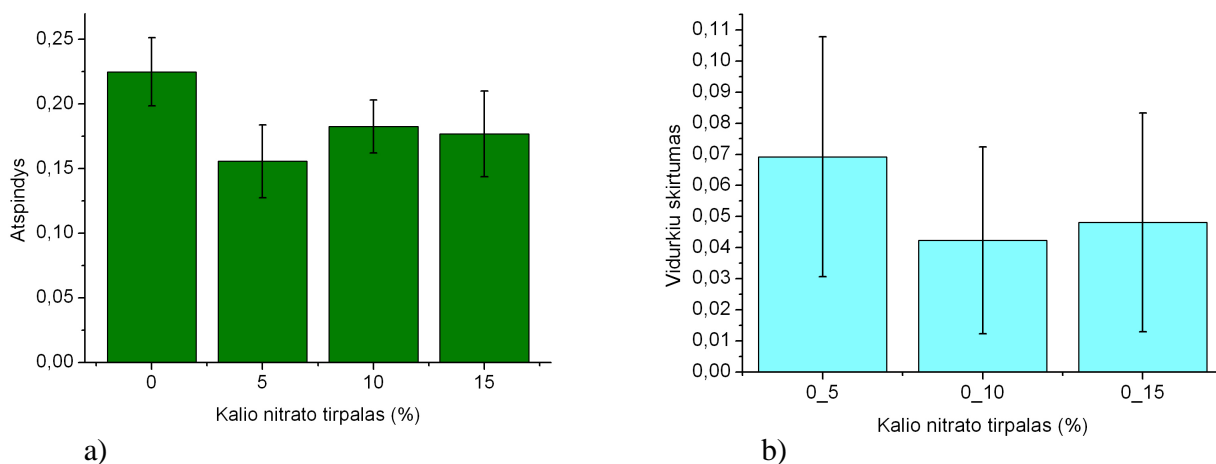 0,25
0,20
0,15
0,10
0,05
0,00
Atspindys
0 5 10 15
Kalio nitrato tirpalas (%)
a)
0,11
0,10
0,09
0,08
0,07
0,06
0,05
0,04
0,03
0,02
0,01
0,00
Vidurkiu skirtumas
0_5 0_10 0_15
Kalio nitrato tirpalas (%)
b)